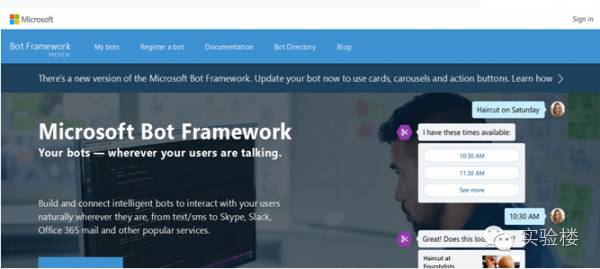 Microsoft
Sign in
Bot Framework
PREVIEW
My bots
Register a bot
Documentation
Bot Directory
Blog
There's a new version of the Microsoft Bot Framework. Update your bot now to use cards, carousels and action buttons. Learn how
Microsoft Bot Framework
Your bots — wherever your users are talking.
Build and connect intelligent bots to interact with your users
naturally wherever they are, from text/sms to Skype, Slack,
Office 365 mail and other popular services.
Haircut on Saturday
I have these times available:
10:30 AM
11:30 AM
See more
10:30 AM
Great! Does this loo
Haircut at
Fourstylists
实验楼